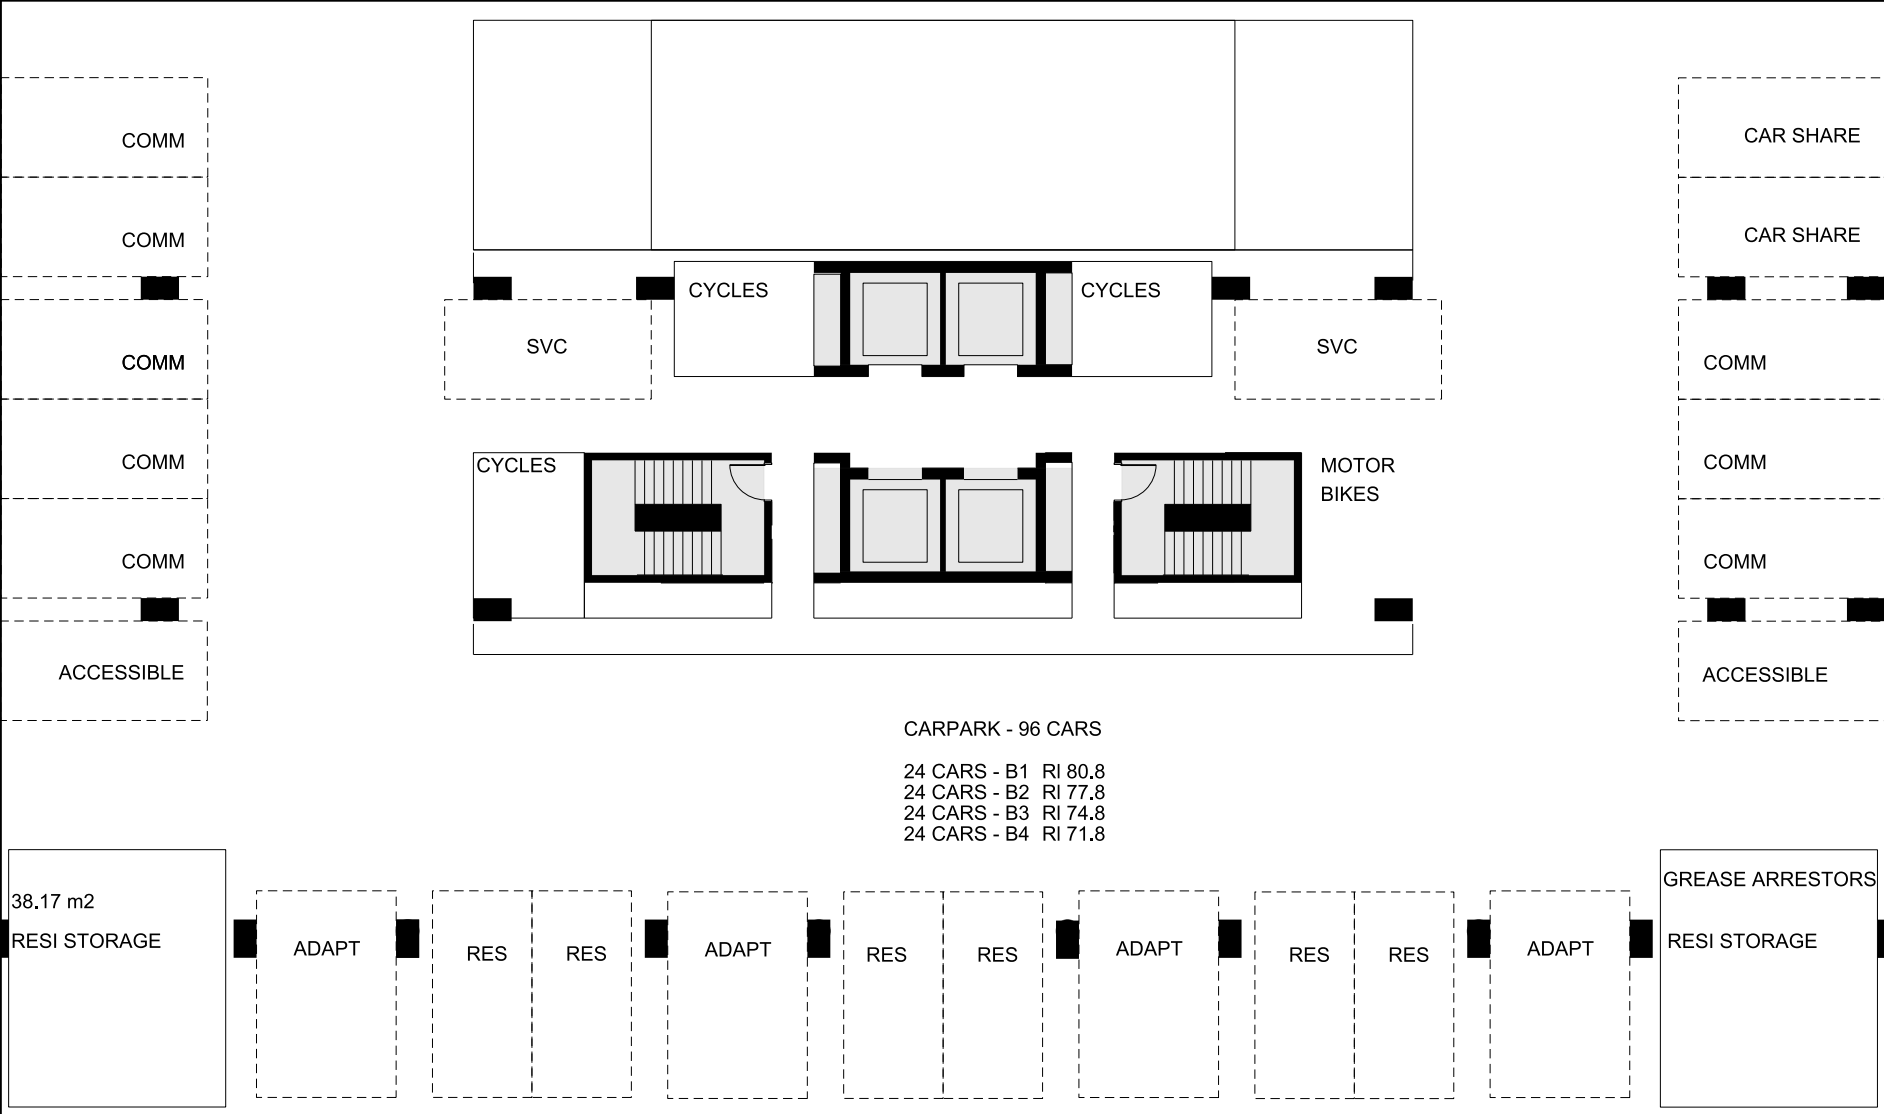 COMM
CAR SHARE
COMM
CAR SHARE
CYCLES
CYCLES
SVC
SVC
COMM
COMM
COMM
CYCLES
MOTOR
BIKES
COMM
COMM
COMM
ACCESSIBLE
ACCESSIBLE
CARPARK - 96 CARS
24 CARS - B1 Rl 80.8
24 CARS - B2 Rl 77.8
24 CARS - B3 Rl 74.8
24 CARS - B4 Rl 71.8
38.17 m2
RESI STORAGE
ADAPT
RES
RES
ADAPT
RES
RES
ADAPT
RES
RES
ADAPT
GREASE ARRESTORS
RESI STORAGE